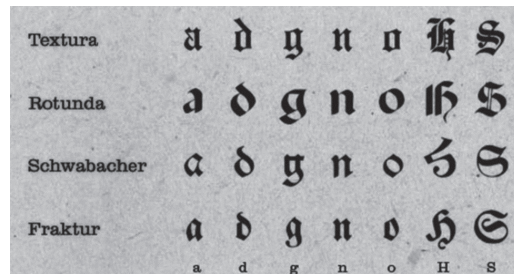 Textura a d g n o H S
Rotunda a d g n o H S
Schwabacher a d g n o H S
Fraktur a d g n o H S
a d g n o H S